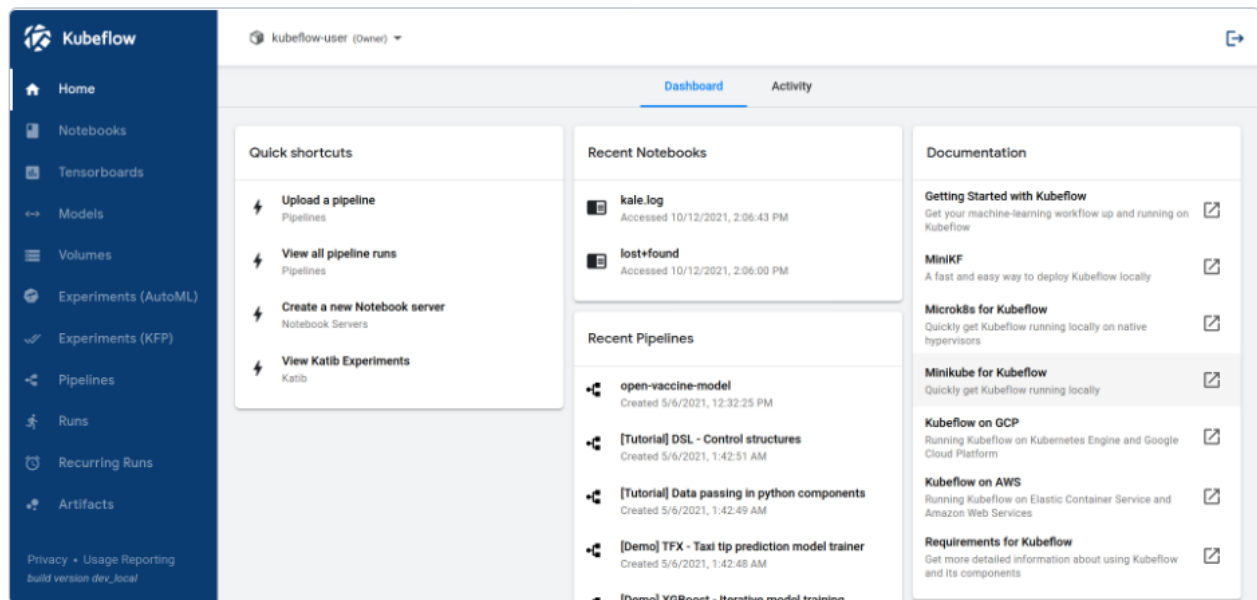 Kubeflow
Home
Notebooks
Tensorboards
Models
Volumes
Experiments (AutoML)
Experiments (KFP)
Pipelines
Runs
Recurring Runs
Artifacts
Privacy • Usage Reporting
build version dev_local
kubeflow-user (Owner)
Dashboard
Activity
Quick shortcuts
Upload a pipeline
Pipelines
View all pipeline runs
Pipelines
Create a new Notebook server
Notebook Servers
View Katib Experiments
Katib
Recent Notebooks
kale.log
Accessed 10/12/2021, 2:06:43 PM
lost+found
Accessed 10/12/2021, 2:06:00 PM
Recent Pipelines
open-vaccine-model
Created 5/6/2021, 12:32:25 PM
[Tutorial] DSL - Control structures
Created 5/6/2021, 1:42:51 AM
[Tutorial] Data passing in python components
Created 5/6/2021, 1:42:49 AM
[Demo] TFX - Taxi tip prediction model trainer
Created 5/6/2021, 1:42:48 AM
[Demo] XGBoost - Iterative model training
Documentation
Getting Started with Kubeflow
Get your machine-learning workflow up and running on
Kubeflow
MiniKF
A fast and easy way to deploy Kubeflow locally
Microk8s for Kubeflow
Quickly get Kubeflow running locally on native
hypervisors
Minikube for Kubeflow
Quickly get Kubeflow running locally
Kubeflow on GCP
Running Kubeflow on Kubernetes Engine and Google
Cloud Platform
Kubeflow on AWS
Running Kubeflow on Elastic Container Service and
Amazon Web Services
Requirements for Kubeflow
Get more detailed information about using Kubeflow
and its components